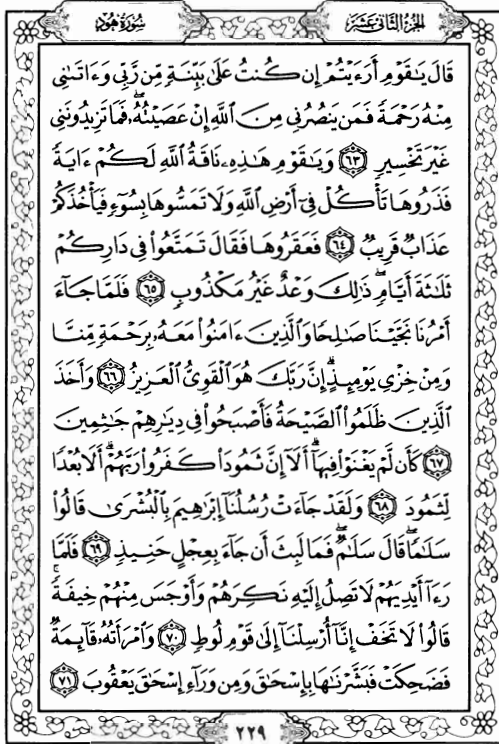 الجزء الثاني عشر
سورة هود
قَالَ يَٰقَوْمِ أَرَءَيْتُمْ إِن كُنتُ عَلَىٰ بَيِّنَةٍ مِّن رَّبِّي وَءَاتَىٰنِي
مِنْهُ رَحْمَةً فَمَن يَنصُرُنِي مِنَ ٱللَّهِ إِنْ عَصَيْتُهُۥ فَمَا تَزِيدُونَنِي
غَيْرَ تَخْسِيرٍ ٦٣ وَيَٰقَوْمِ هَٰذِهِۦ نَاقَةُ ٱللَّهِ لَكُمْ ءَايَةً
فَذَرُوهَا تَأْكُلْ فِيٓ أَرْضِ ٱللَّهِ وَلَا تَمَسُّوهَا بِسُوٓءٍ فَيَأْخُذَكُمْ
عَذَابٌ قَرِيبٌ ٦٤ فَعَقَرُوهَا فَقَالَ تَمَتَّعُوا۟ فِي دَارِكُمْ
ثَلَٰثَةَ أَيَّامٍۖ ذَٰلِكَ وَعْدٌ غَيْرُ مَكْذُوبٍ ٦٥ فَلَمَّا جَآءَ
أَمْرُنَا نَجَّيْنَا صَٰلِحًا وَٱلَّذِينَ ءَامَنُوا۟ مَعَهُۥ بِرَحْمَةٍ مِّنَّا
وَمِنْ خِزْيِ يَوْمِئِذٍۗ إِنَّ رَبَّكَ هُوَ ٱلْقَوِيُّ ٱلْعَزِيزُ ٦٦ وَأَخَذَ
ٱلَّذِينَ ظَلَمُوا۟ ٱلصَّيْحَةُ فَأَصْبَحُوا۟ فِي دِيَٰرِهِمْ جَٰثِمِينَ
٦٧ كَأَن لَّمْ يَغْنَوْا۟ فِيهَآۗ أَلَآ إِنَّ ثَمُودَا۟ كَفَرُوا۟ رَبَّهُمْۗ أَلَا بُعْدًا
لِّثَمُودَ ٦٨ وَلَقَدْ جَآءَتْ رُسُلُنَآ إِبْرَٰهِيمَ بِٱلْبُشْرَىٰ قَالُوا۟
سَلَٰمًاۖ قَالَ سَلَٰمٌۖ فَمَا لَبِثَ أَن جَآءَ بِعِجْلٍ حَنِيذٍ ٦٩ فَلَمَّا
رَءَآ أَيْدِيَهُمْ لَا تَصِلُ إِلَيْهِ نَكِرَهُمْ وَأَوْجَسَ مِنْهُمْ خِيفَةًۚ
قَالُوا۟ لَا تَخَفْ إِنَّآ أُرْسِلْنَآ إِلَىٰ قَوْمِ لُوطٍ ٧٠ وَٱمْرَأَتُهُۥ قَآئِمَةٌ
فَضَحِكَتْ فَبَشَّرْنَٰهَا بِإِسْحَٰقَ وَمِن وَرَآءِ إِسْحَٰقَ يَعْقُوبَ ٧١
٢٢٩